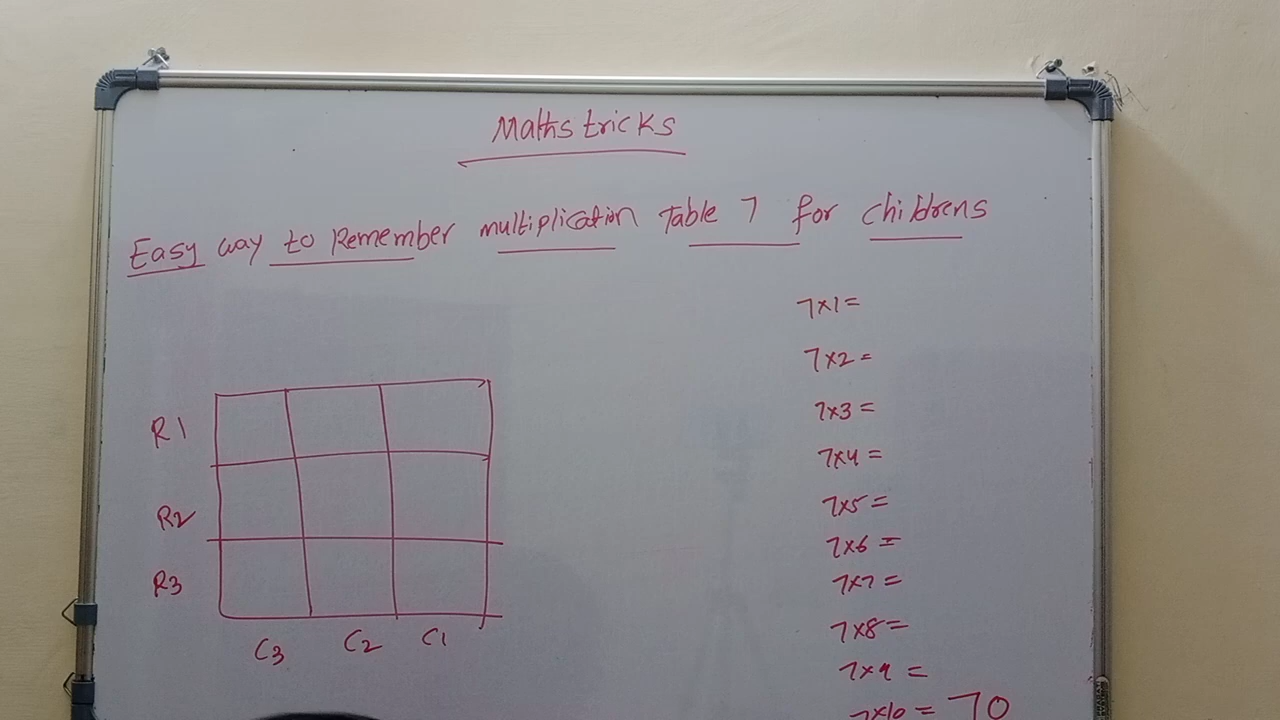 Maths tricks
Easy way to Remember multiplication Table 7 for childrens
7x1=
7x2=
7x3=
7x4=
7x5=
7x6=
7x7=
7x8=
7x9=
7x10=70
R1
R2
R3
C3 C2 C1